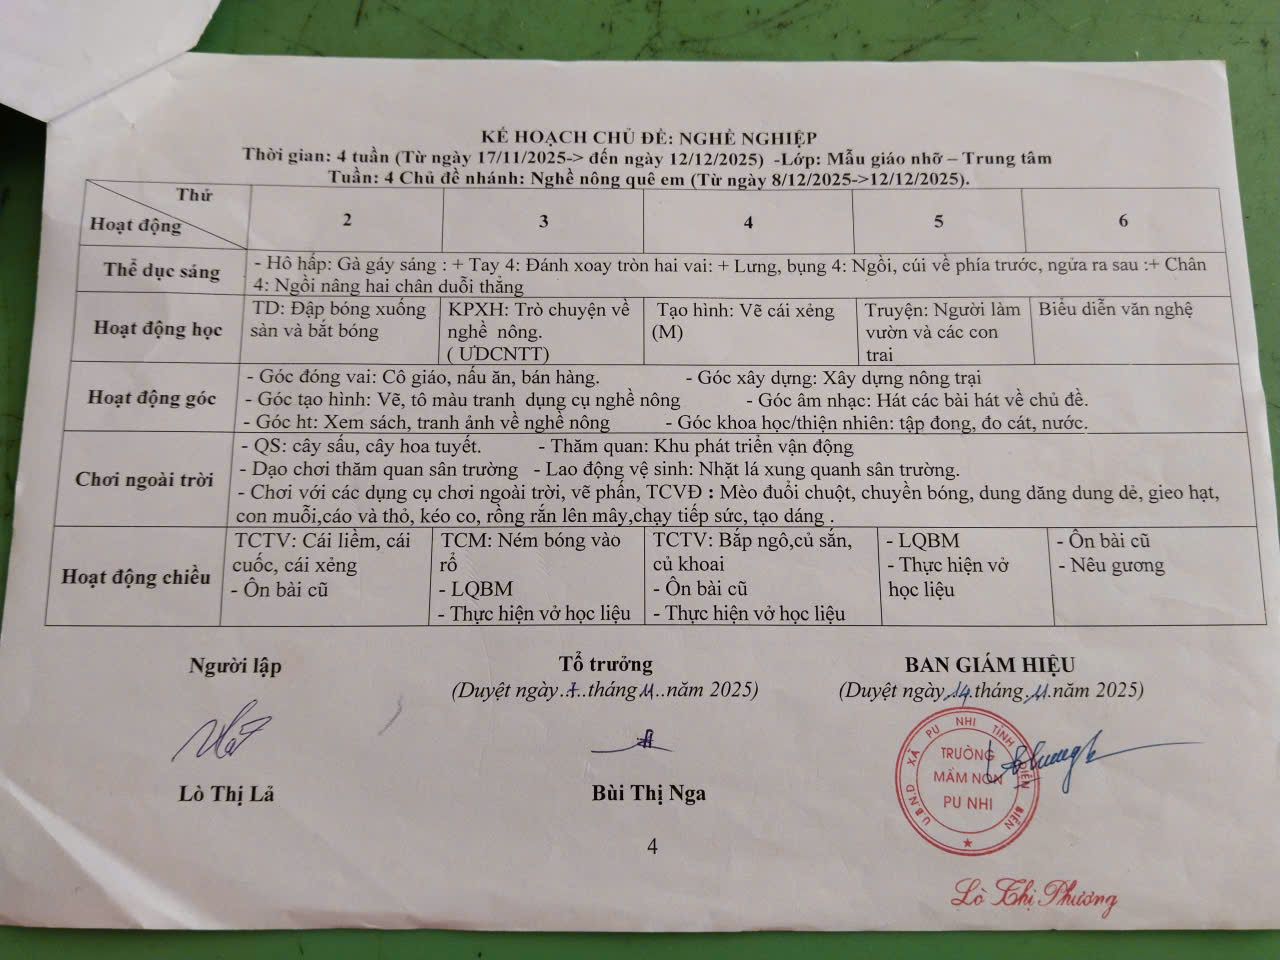 KẾ HOẠCH CHỦ ĐỀ: NGHỀ NGHIỆP
Thời gian: 4 tuần (Từ ngày 17/11/2025-> đến ngày 12/12/2025) -Lớp: Mẫu giáo nhỡ – Trung tâm
Tuần: 4 Chủ đề nhánh: Nghề nông quê em (Từ ngày 8/12/2025->12/12/2025).
Thứ
Hoạt động
2
3
4
5
6
Thể dục sáng
- Hô hấp: Gà gáy sáng : + Tay 4: Đánh xoay tròn hai vai: + Lưng, bụng 4: Ngồi, cúi về phía trước, ngửa ra sau :+ Chân
4: Ngồi nâng hai chân duỗi thẳng
Hoạt động học
TD: Đập bóng xuống
sàn và bắt bóng
KPXH: Trò chuyện về
nghề nông.
( ƯDCNTT)
Tạo hình: Vẽ cái xẻng
(M)
Truyện: Người làm
vườn và các con
trai
Biểu diễn văn nghệ
Hoạt động góc
- Góc đóng vai: Cô giáo, nấu ăn, bán hàng. - Góc xây dựng: Xây dựng nông trại
- Góc tạo hình: Vẽ, tô màu tranh dụng cụ nghề nông - Góc âm nhạc: Hát các bài hát về chủ đề.
- Góc ht: Xem sách, tranh ảnh về nghề nông - Góc khoa học/thiện nhiên: tập đong, đo cát, nước.
Chơi ngoài trời
- QS: cây sấu, cây hoa tuyết. - Thăm quan: Khu phát triển vận động
- Dạo chơi thăm quan sân trường - Lao động vệ sinh: Nhặt lá xung quanh sân trường.
- Chơi với các dụng cụ chơi ngoài trời, vẽ phấn, TCVĐ : Mèo đuổi chuột, chuyền bóng, dung dăng dung dẻ, gieo hạt,
con muỗi,cáo và thỏ, kéo co, rồng rắn lên mây,chạy tiếp sức, tạo dáng .
Hoạt động chiều
TCTV: Cái liềm, cái
cuốc, cái xẻng
- Ôn bài cũ
TCM: Ném bóng vào
rổ
- LQBM
- Thực hiện vở học liệu
TCTV: Bắp ngô,củ sắn,
củ khoai
- Ôn bài cũ
- Thực hiện vở học liệu
- LQBM
- Thực hiện vở
học liệu
- Ôn bài cũ
- Nêu gương
Người lập
Tổ trưởng
BAN GIÁM HIỆU
(Duyệt ngày.7..tháng.11..năm 2025)
(Duyệt ngày.14.tháng.11.năm 2025)
U.B.N.D XÃ PU NHI TỈNH ĐIỆN BIÊN
TRƯỜNG
MẦM NON
PU NHI
Lò Thị Lả
Bùi Thị Nga
4
Lò Thị Phương